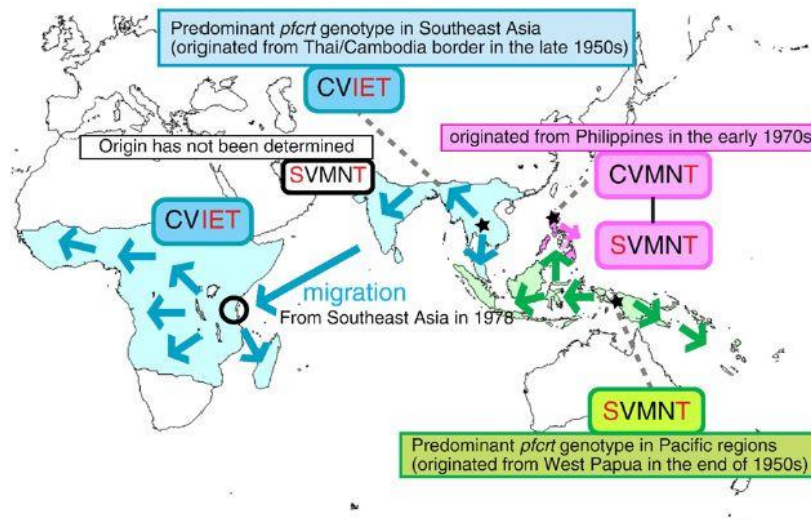 Predominant pfcrt genotype in Southeast Asia
(originated from Thai/Cambodia border in the late 1950s)
CVIET
originated from Philippines in the early 1970s
Origin has not been determined
SVMNT
CVMNT
CVIET
SVMNT
migration
From Southeast Asia in 1978
SVMNT
Predominant pfcrt genotype in Pacific regions
(originated from West Papua in the end of 1950s)